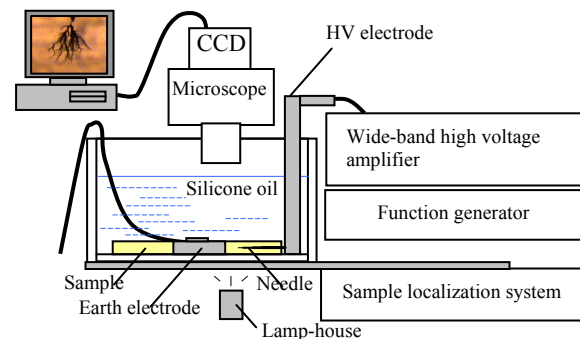 HV electrode
CCD
Microscope
Wide-band high voltage
amplifier
Silicone oil
Function generator
Sample
Needle
Earth electrode
Sample localization system
Lamp-house